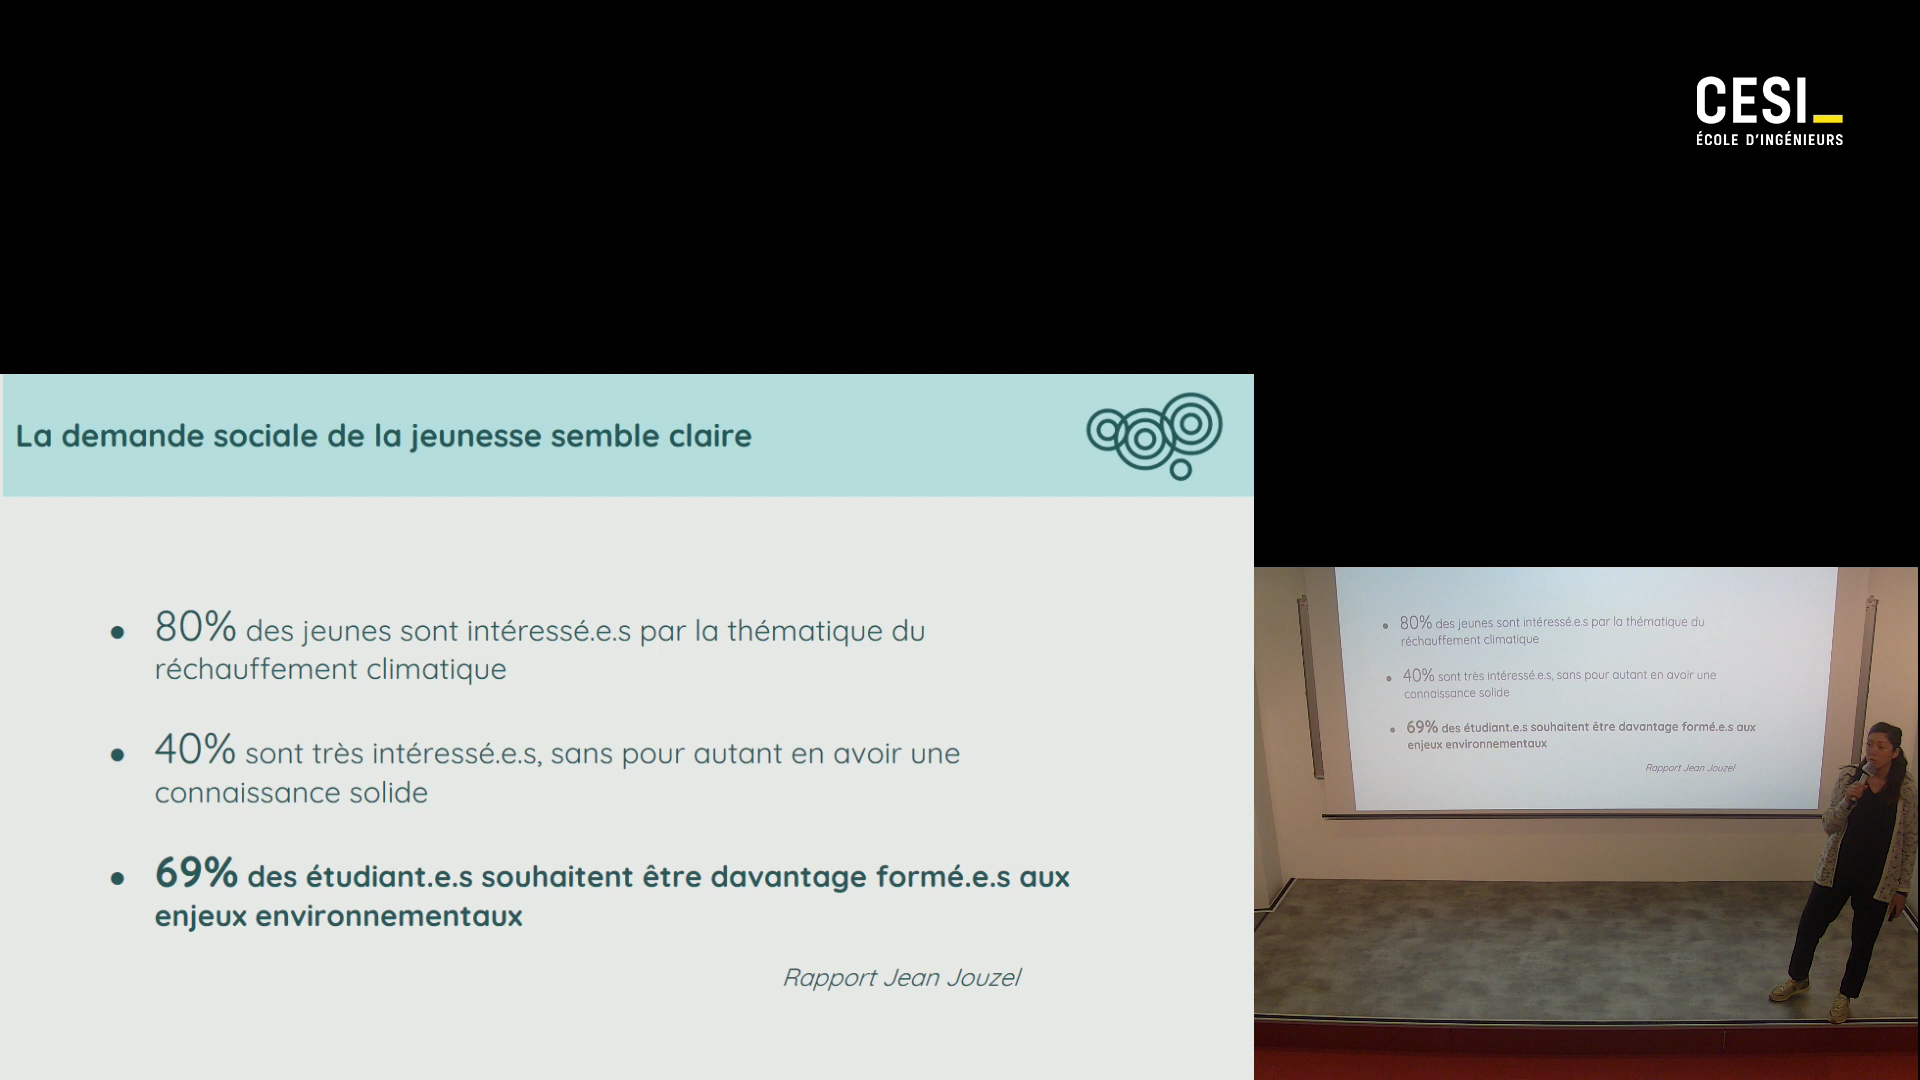 CESI_
ÉCOLE D'INGÉNIEURS
La demande sociale de la jeunesse semble claire
• 80% des jeunes sont intéressé.e.s par la thématique du
réchauffement climatique
• 40% sont très intéressé.e.s, sans pour autant en avoir une
connaissance solide
• 69% des étudiant.e.s souhaitent être davantage formé.e.s aux
enjeux environnementaux
Rapport Jean Jouzel
• 80% des jeunes sont intéressé.e.s par la thématique du
réchauffement climatique
• 40% sont très intéressé.e.s, sans pour autant en avoir une
connaissance solide
• 69% des étudiant.e.s souhaitent être davantage formé.e.s aux
enjeux environnementaux
Rapport Jean Jouzel